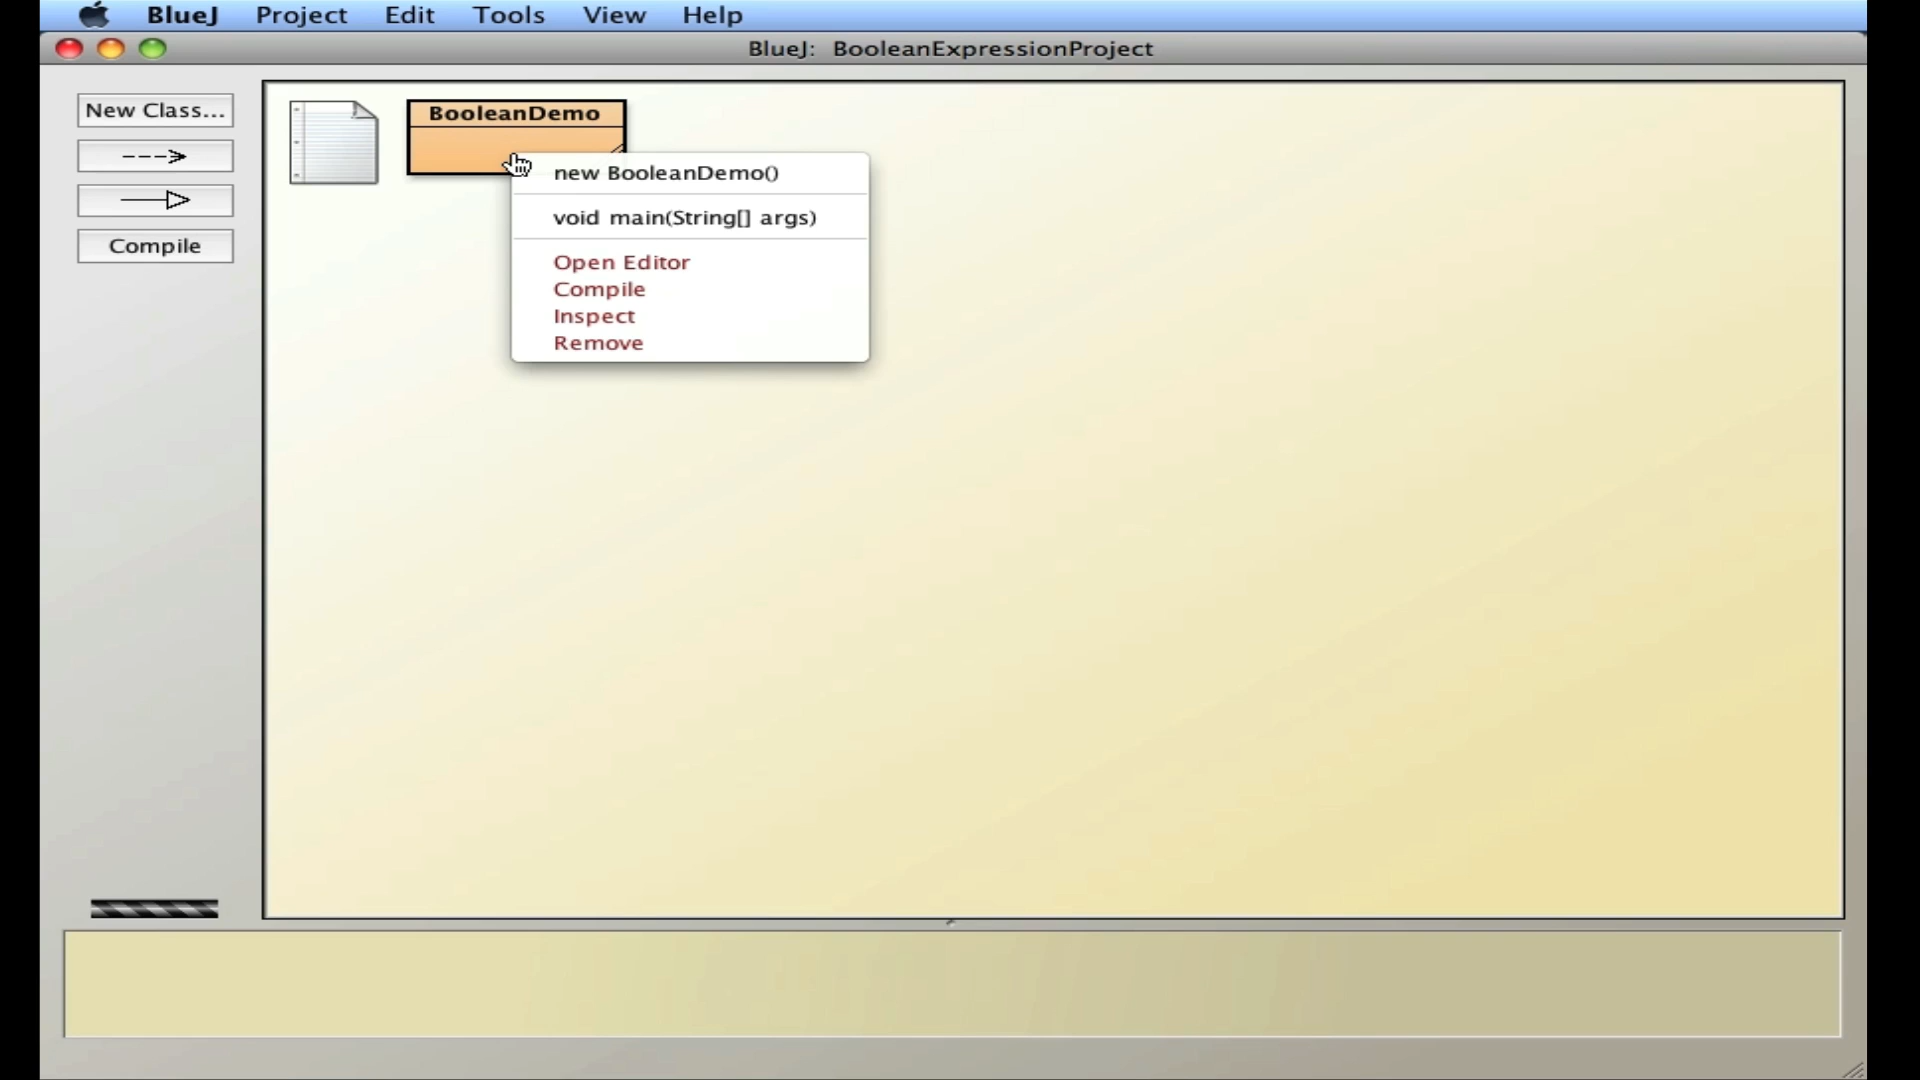 BlueJ Project Edit Tools View Help
BlueJ: BooleanExpressionProject
New Class...
Compile
BooleanDemo
new BooleanDemo()
void main(String[] args)
Open Editor
Compile
Inspect
Remove